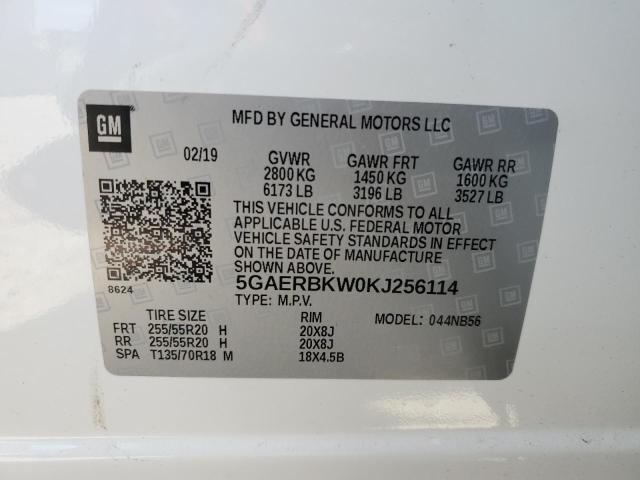 GM
MFD BY GENERAL MOTORS LLC
02/19 GVWR GAWR FRT GAWR RR
2800 KG 1450 KG 1600 KG
6173 LB 3196 LB 3527 LB
THIS VEHICLE CONFORMS TO ALL
APPLICABLE U.S. FEDERAL MOTOR
VEHICLE SAFETY STANDARDS IN EFFECT
ON THE DATE OF MANUFACTURE
SHOWN ABOVE.
8624
5GAERBKW0KJ256114
TYPE: M.P.V.
TIRE SIZE RIM MODEL: 044NB56
FRT 255/55R20 H 20X8J
RR 255/55R20 H 20X8J
SPA T135/70R18 M 18X4.5B